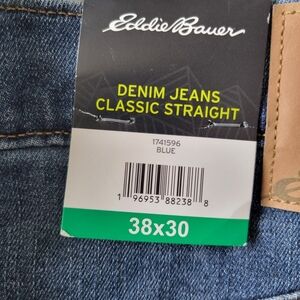 Eddie Bauer
DENIM JEANS
CLASSIC STRAIGHT
1741596
BLUE
1 96953 88238 8
38x30